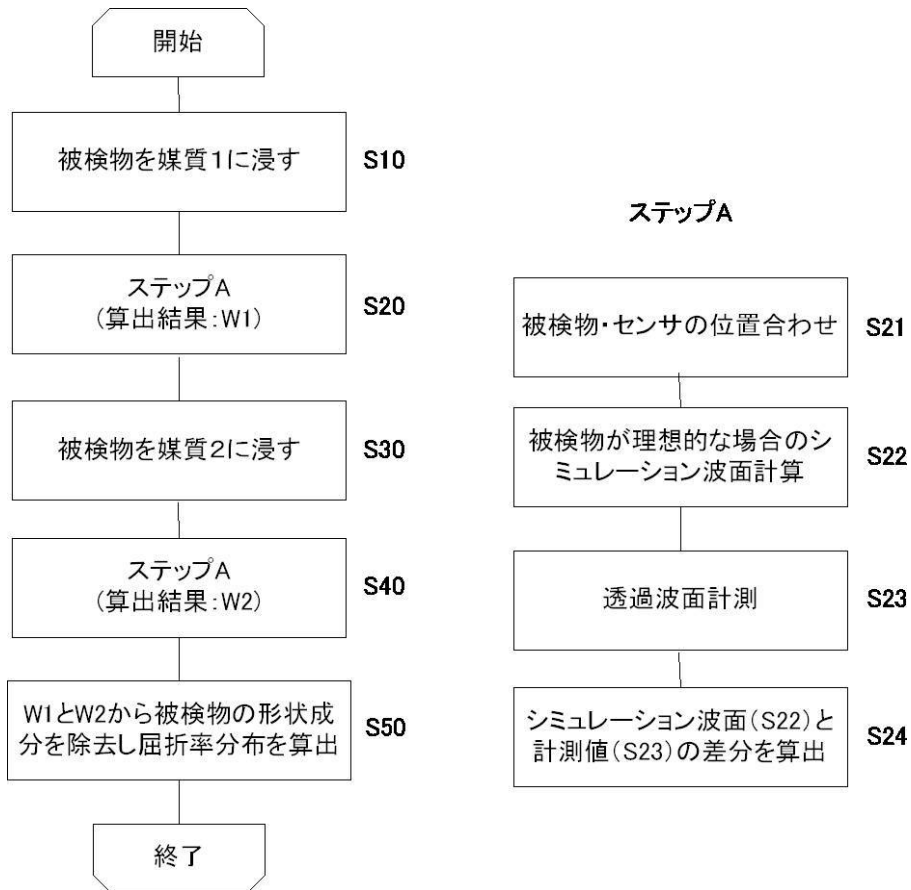 開始
被検物を媒質１に浸す
S10
ステップA
(算出結果:W1)
S20
被検物を媒質２に浸す
S30
ステップA
(算出結果:W2)
S40
W1とW2から被検物の形状成
分を除去し屈折率分布を算出
S50
終了
ステップA
被検物・センサの位置合わせ
S21
被検物が理想的な場合のシ
ミュレーション波面計算
S22
透過波面計測
S23
シミュレーション波面(S22)と
計測値(S23)の差分を算出
S24